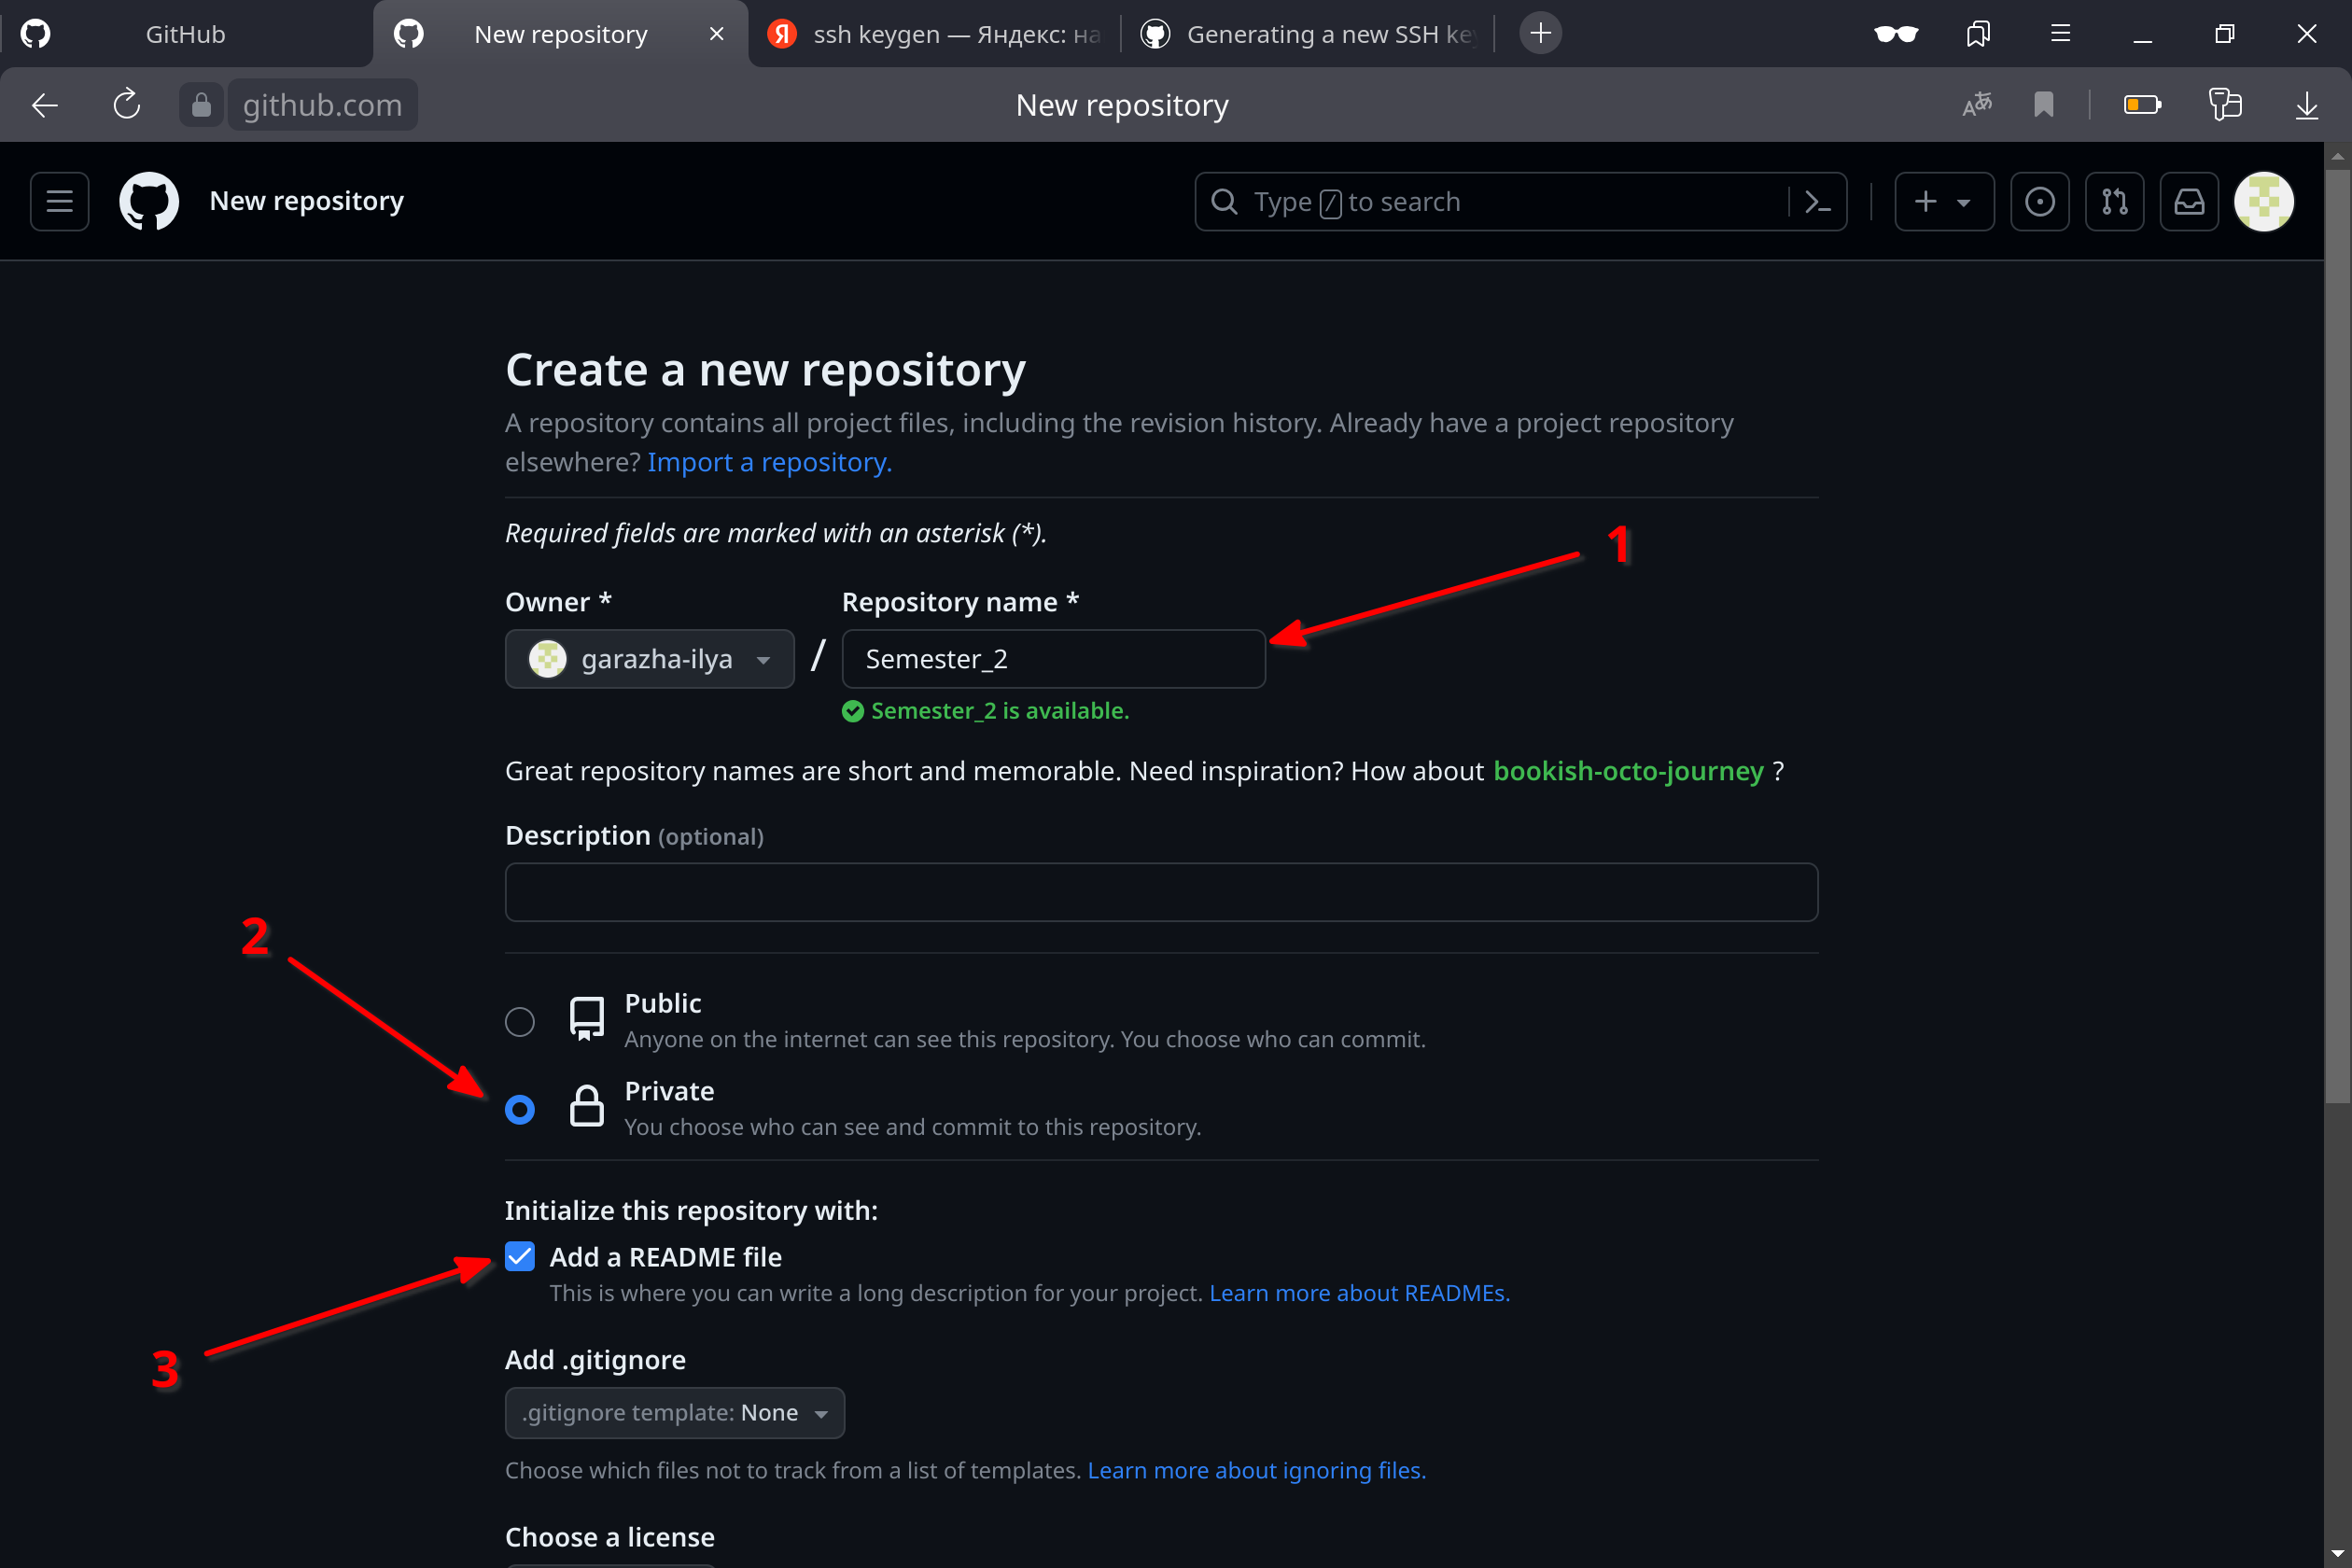 GitHub
New repository
ssh keygen — Яндекс: на
Generating a new SSH key
github.com
New repository
New repository
Type / to search
Create a new repository
A repository contains all project files, including the revision history. Already have a project repository
elsewhere? Import a repository.
Required fields are marked with an asterisk (*).
1
Owner *
Repository name *
garazha-ilya
/
Semester_2
Semester_2 is available.
Great repository names are short and memorable. Need inspiration? How about bookish-octo-journey ?
Description (optional)
2
Public
Anyone on the internet can see this repository. You choose who can commit.
Private
You choose who can see and commit to this repository.
Initialize this repository with:
Add a README file
This is where you can write a long description for your project. Learn more about READMEs.
3
Add .gitignore
.gitignore template: None
Choose which files not to track from a list of templates. Learn more about ignoring files.
Choose a license